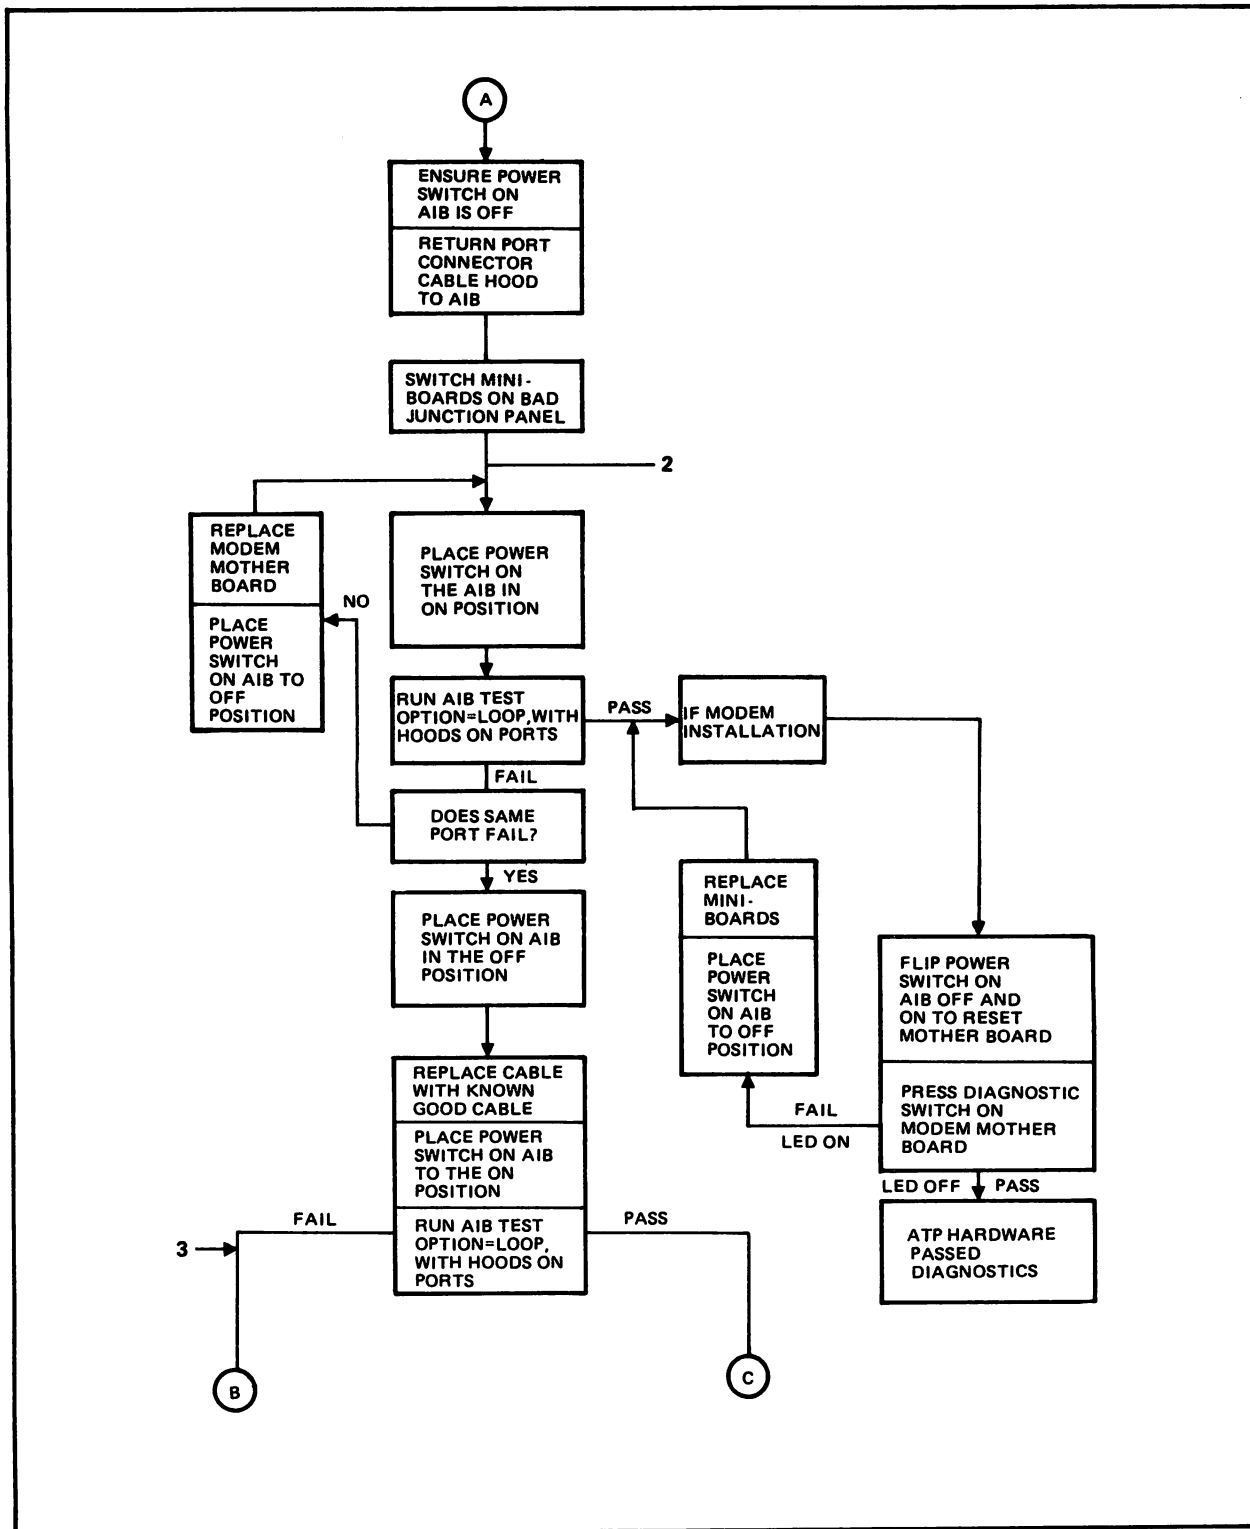 A
ENSURE POWER
SWITCH ON
AIB IS OFF
RETURN PORT
CONNECTOR
CABLE HOOD
TO AIB
SWITCH MINI-
BOARDS ON BAD
JUNCTION PANEL
2
REPLACE
MODEM
MOTHER
BOARD
PLACE
POWER
SWITCH
ON AIB TO
OFF
POSITION
NO
PLACE POWER
SWITCH ON
THE AIB IN
ON POSITION
RUN AIB TEST
OPTION=LOOP, WITH
HOODS ON PORTS
PASS
IF MODEM
INSTALLATION
FAIL
DOES SAME
PORT FAIL?
YES
PLACE POWER
SWITCH ON AIB
IN THE OFF
POSITION
REPLACE
MINI-
BOARDS
PLACE
POWER
SWITCH
ON AIB
TO OFF
POSITION
FLIP POWER
SWITCH ON
AIB OFF AND
ON TO RESET
MOTHER BOARD
PRESS DIAGNOSTIC
SWITCH ON
MODEM MOTHER
BOARD
FAIL
LED ON
LED OFF
PASS
ATP HARDWARE
PASSED
DIAGNOSTICS
REPLACE CABLE
WITH KNOWN
GOOD CABLE
PLACE POWER
SWITCH ON AIB
TO THE ON
POSITION
RUN AIB TEST
OPTION=LOOP,
WITH HOODS ON
PORTS
FAIL
PASS
3
B
C